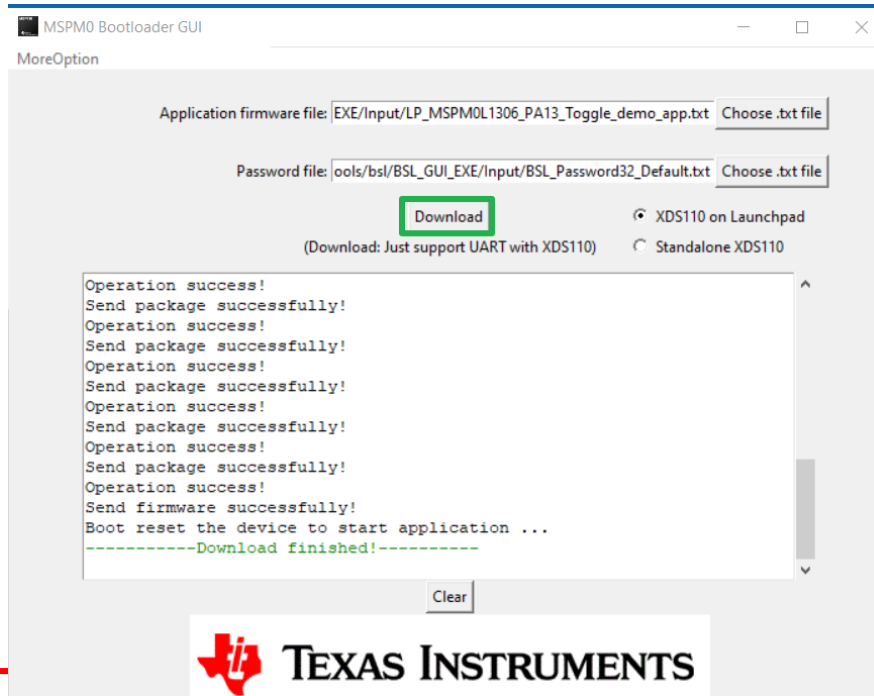 MSPM0 Bootloader GUI
MoreOption
Application firmware file: EXE/Input/LP_MSPM0L1306_PA13_Toggle_demo_app.txt Choose .txt file
Password file: ools/bsl/BSL_GUI_EXE/Input/BSL_Password32_Default.txt Choose .txt file
Download XDS110 on Launchpad
(Download: Just support UART with XDS110) Standalone XDS110
Operation success!
Send package successfully!
Operation success!
Send package successfully!
Operation success!
Send package successfully!
Operation success!
Send package successfully!
Operation success!
Send package successfully!
Operation success!
Send firmware successfully!
Boot reset the device to start application ...
-----------Download finished!----------
Clear
TEXAS INSTRUMENTS